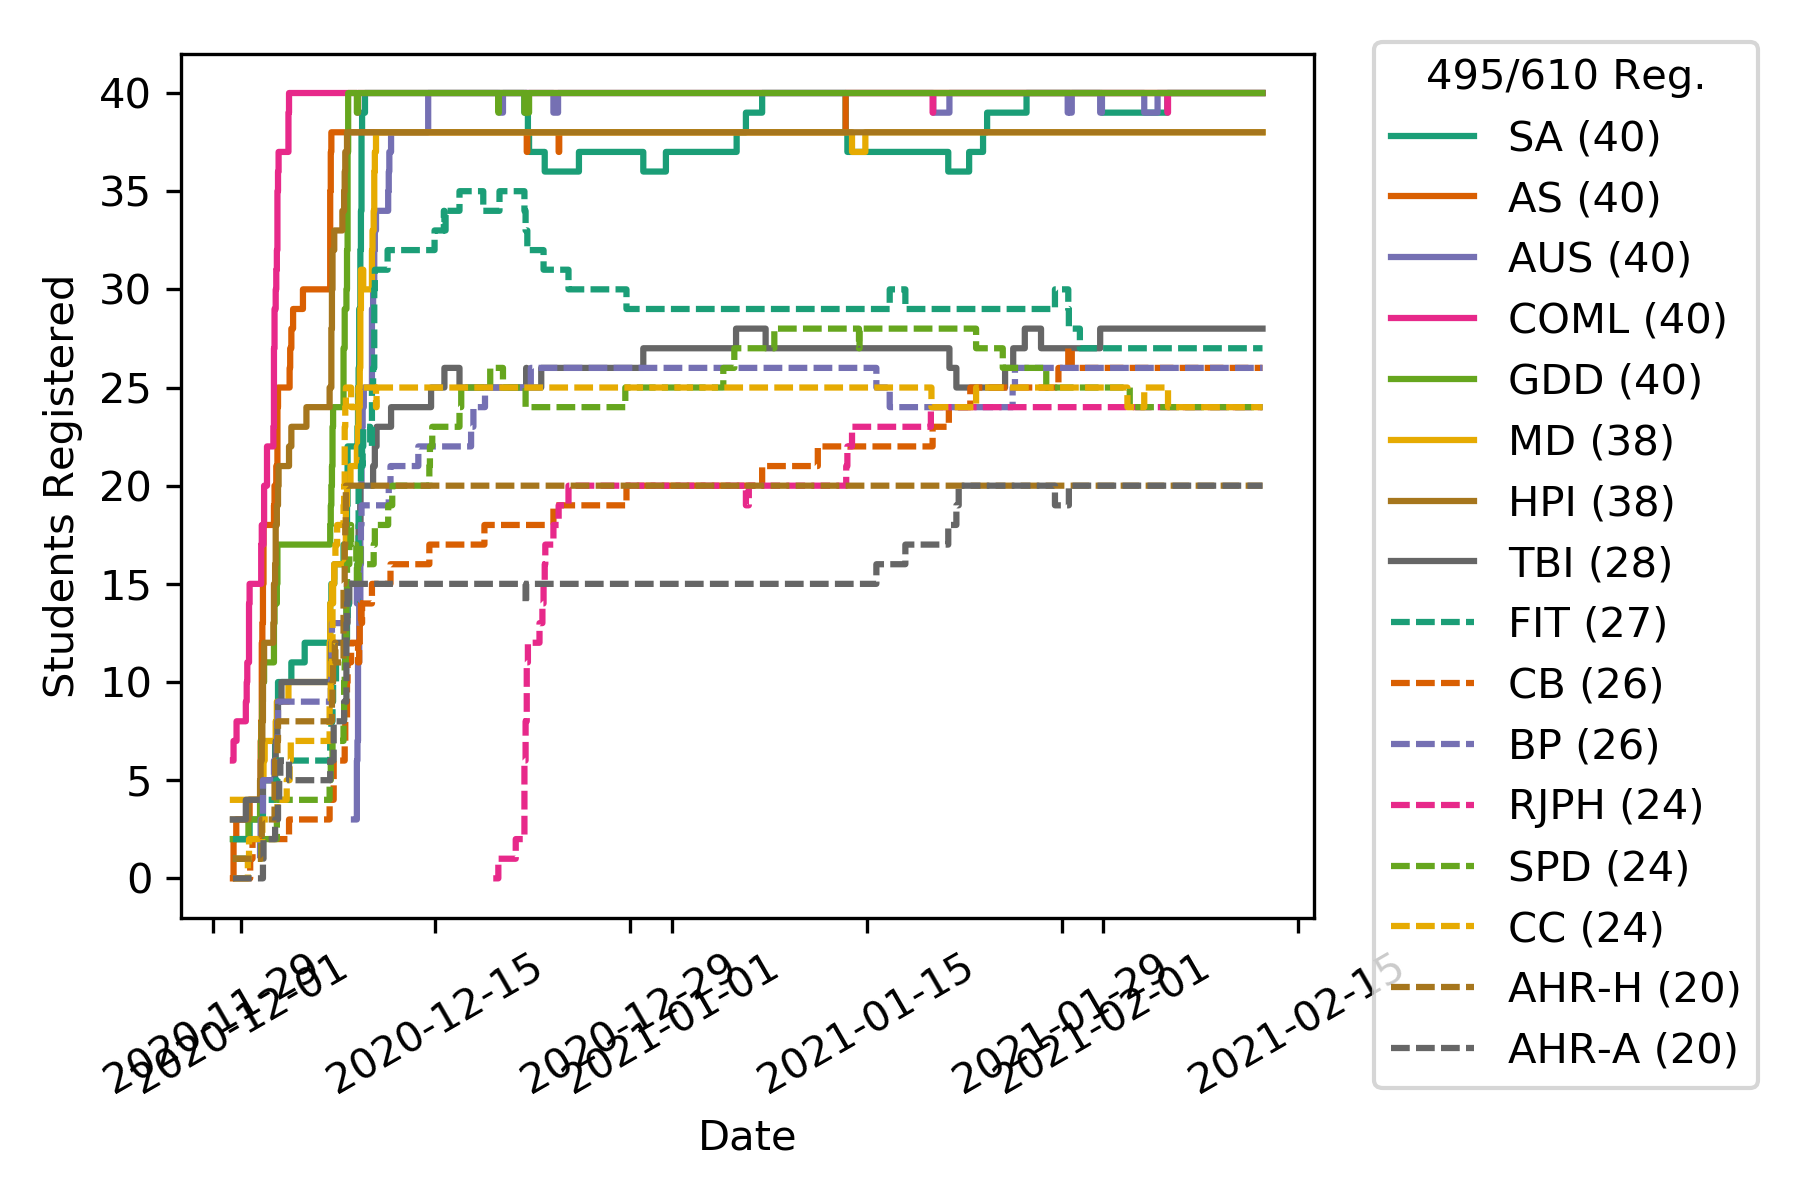 495/610 Reg.
SA (40)
AS (40)
AUS (40)
COML (40)
GDD (40)
MD (38)
HPI (38)
TBI (28)
FIT (27)
CB (26)
BP (26)
RJPH (24)
SPD (24)
CC (24)
AHR-H (20)
AHR-A (20)
Students Registered
40
35
30
25
20
15
10
5
0
2020-11-29
2020-12-01
2020-12-15
2020-12-29
2021-01-01
2021-01-15
2021-01-29
2021-02-01
2021-02-15
Date